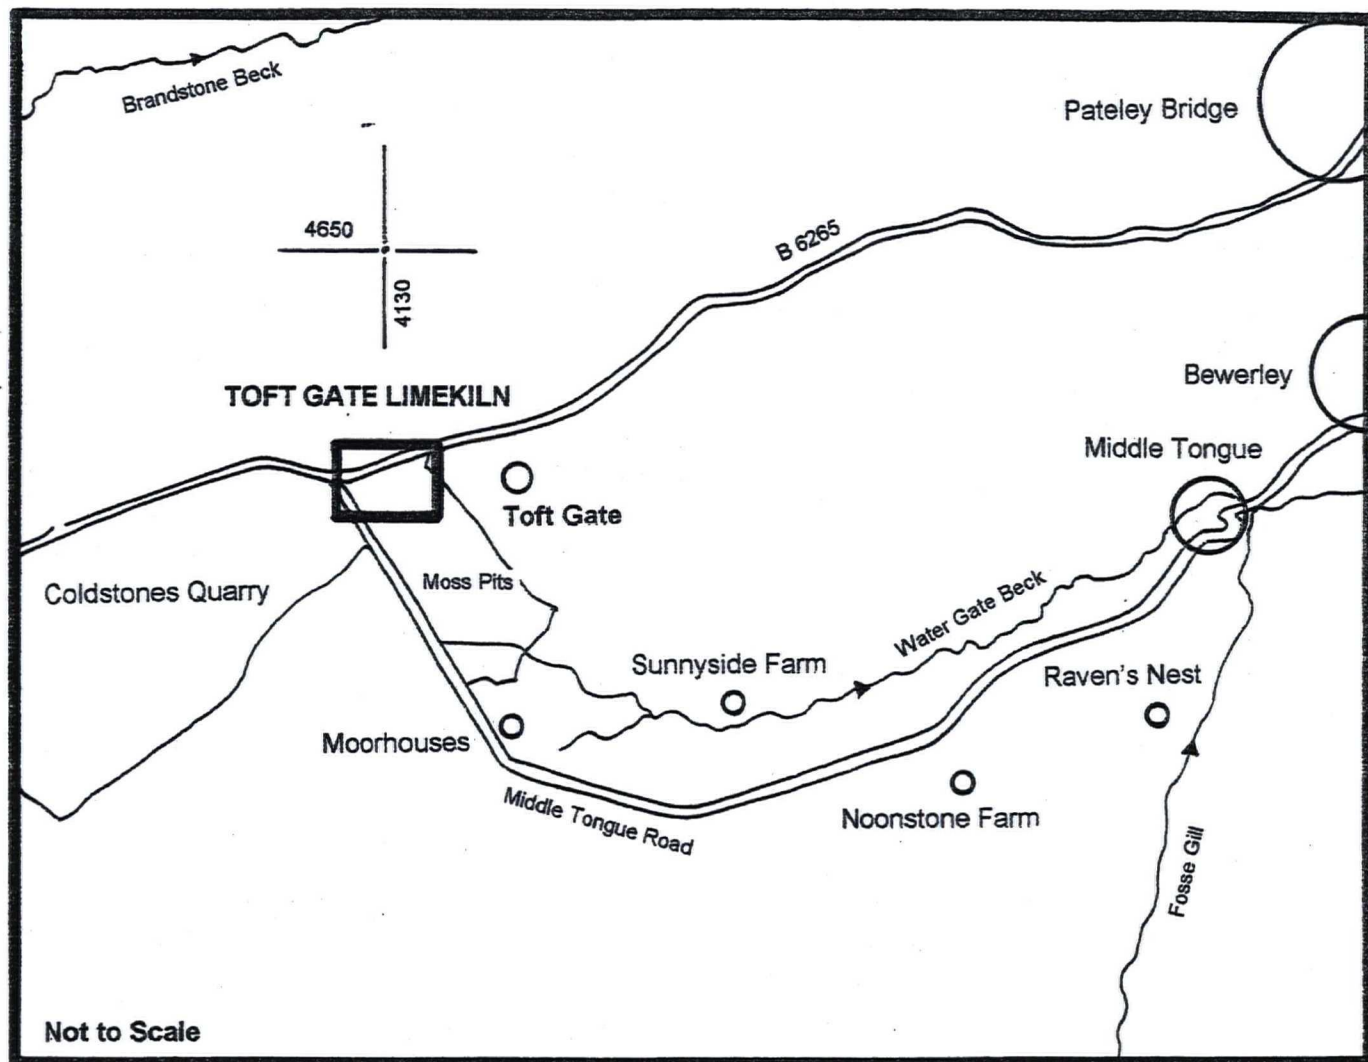 Brandstone Beck
Pateley Bridge
4650
4130
B 6265
TOFT GATE LIMEKILN
Bewerley
Middle Tongue
Toft Gate
Coldstones Quarry
Moss Pits
Water Gate Beck
Sunnyside Farm
Raven's Nest
Moorhouses
Middle Tongue Road
Noonstone Farm
Fosse Gill
Not to Scale